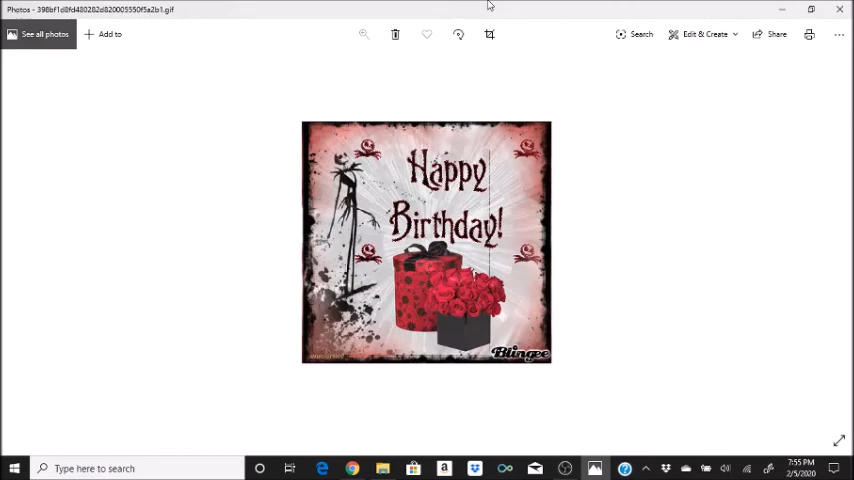 Photos - 398bf1d8fd480282d820005550f5a2b1.gif
See all photos
Add to
Search
Edit & Create
Share
Happy
Birthday!
Blingee
Type here to search
7:55 PM
2/5/2020